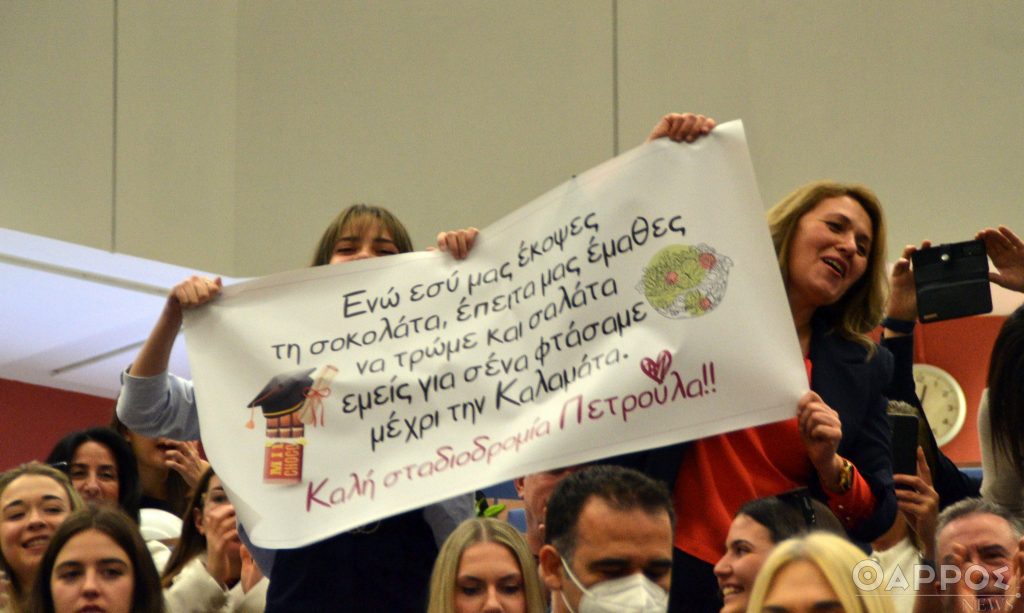 Ενώ εσύ μας έκοψες
τη σοκολάτα, έπειτα μας έμαθες
να τρώμε και σαλάτα
εμείς για σένα φτάσαμε
μέχρι την Καλαμάτα.
Καλή σταδιοδρομία Πετρούλα!!
CHOCO
ΘΑΡΡΟΣ
NEWS